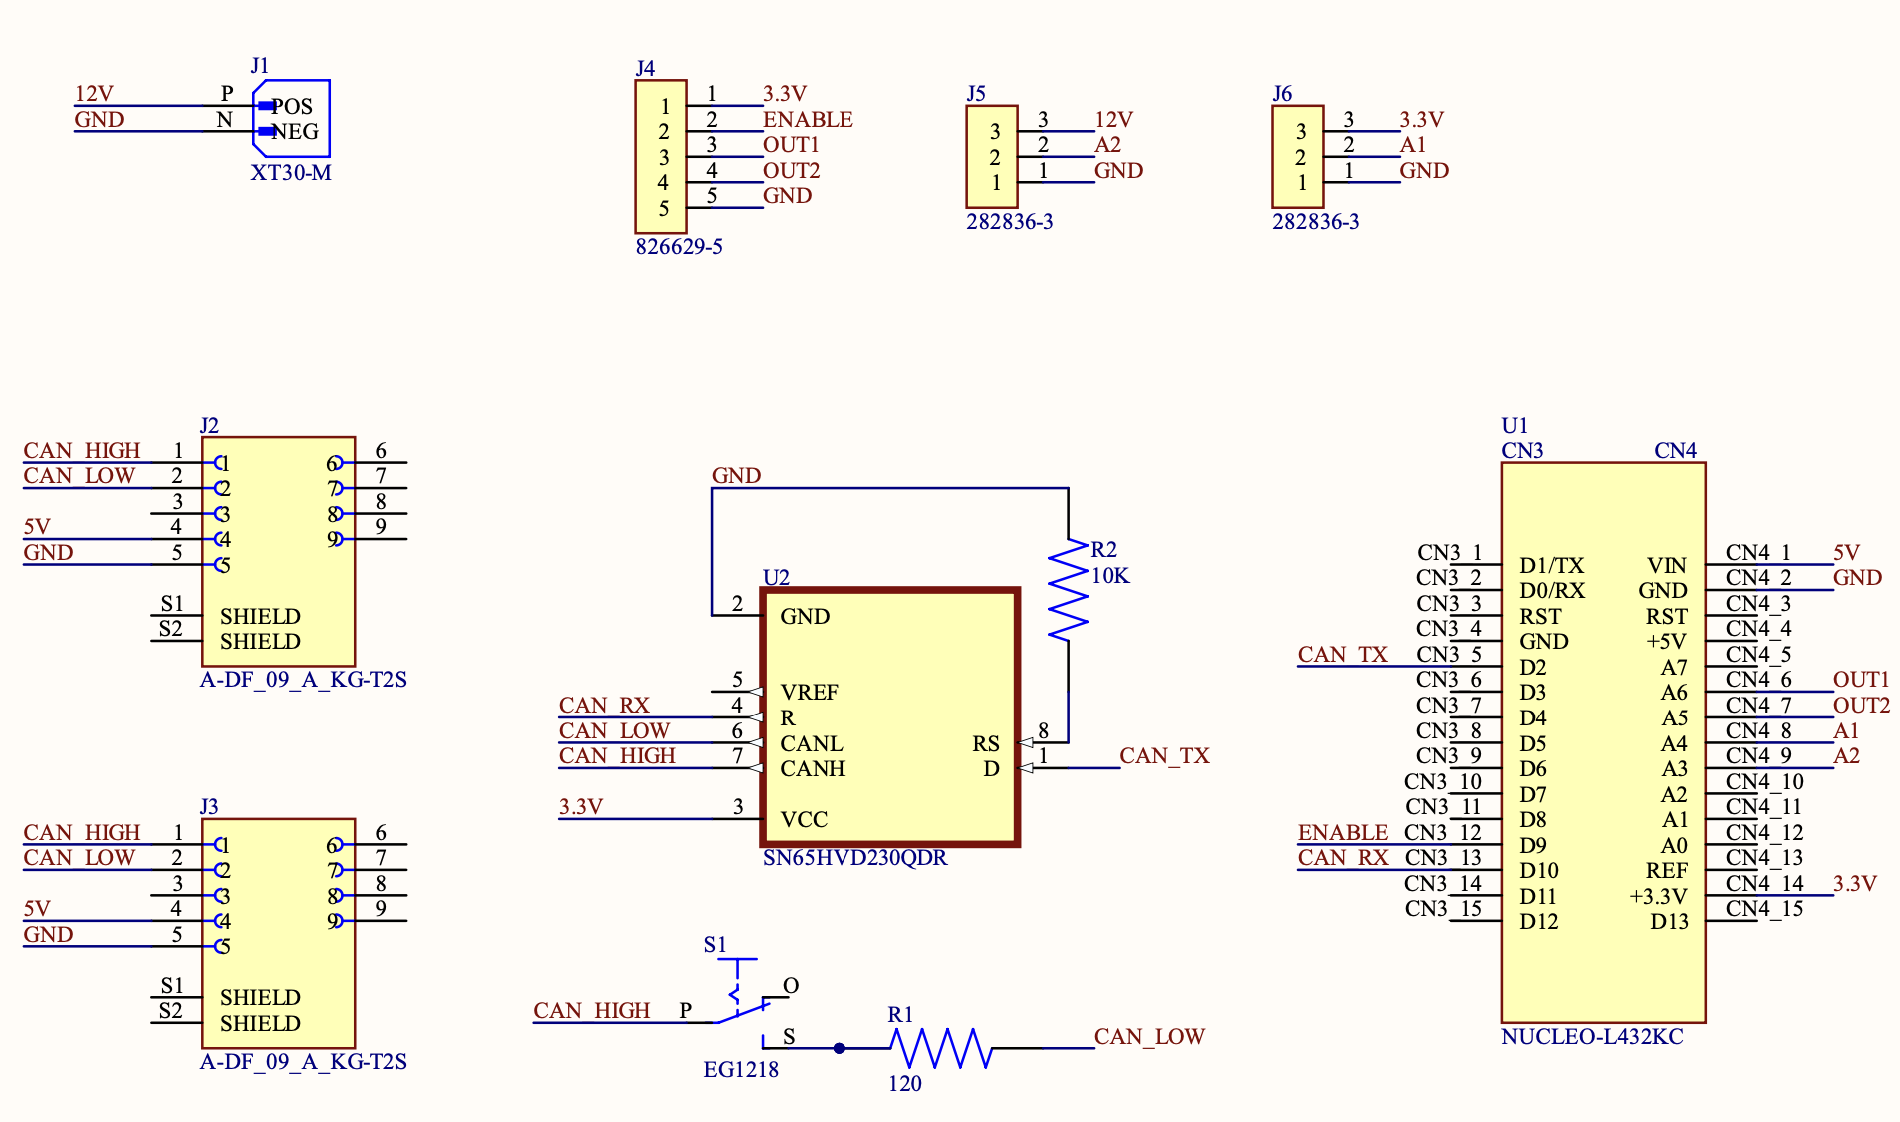 J1
12V P POS
GND N NEG
XT30-M
J4
1 1 3.3V
2 2 ENABLE
3 3 OUT1
4 4 OUT2
5 5 GND
826629-5
J5
3 3 12V
2 2 A2
1 1 GND
282836-3
J6
3 3 3.3V
2 2 A1
1 1 GND
282836-3
J2
CAN_HIGH 1 1 6 6
CAN_LOW 2 2 7 7
3 3 8 8
5V 4 4 9 9
GND 5 5
S1 SHIELD
S2 SHIELD
A-DF_09_A_KG-T2S
J3
CAN_HIGH 1 1 6 6
CAN_LOW 2 2 7 7
3 3 8 8
5V 4 4 9 9
GND 5 5
S1 SHIELD
S2 SHIELD
A-DF_09_A_KG-T2S
GND
R2
10K
U2
2 GND
5 VREF
CAN_RX 4 R
CAN_LOW 6 CANL RS 8
CAN_HIGH 7 CANH D 1 CAN_TX
3.3V 3 VCC
SN65HVD230QDR
S1
O
CAN_HIGH P
S
EG1218
R1
120
CAN_LOW
U1
CN3 CN4
CN3_1 D1/TX VIN CN4_1 5V
CN3_2 D0/RX GND CN4_2 GND
CN3_3 RST RST CN4_3
CN3_4 GND +5V CN4_4
CAN_TX CN3_5 D2 A7 CN4_5
CN3_6 D3 A6 CN4_6 OUT1
CN3_7 D4 A5 CN4_7 OUT2
CN3_8 D5 A4 CN4_8 A1
CN3_9 D6 A3 CN4_9 A2
CN3_10 D7 A2 CN4_10
CN3_11 D8 A1 CN4_11
ENABLE CN3_12 D9 A0 CN4_12
CAN_RX CN3_13 D10 REF CN4_13
CN3_14 D11 +3.3V CN4_14 3.3V
CN3_15 D12 D13 CN4_15
NUCLEO-L432KC